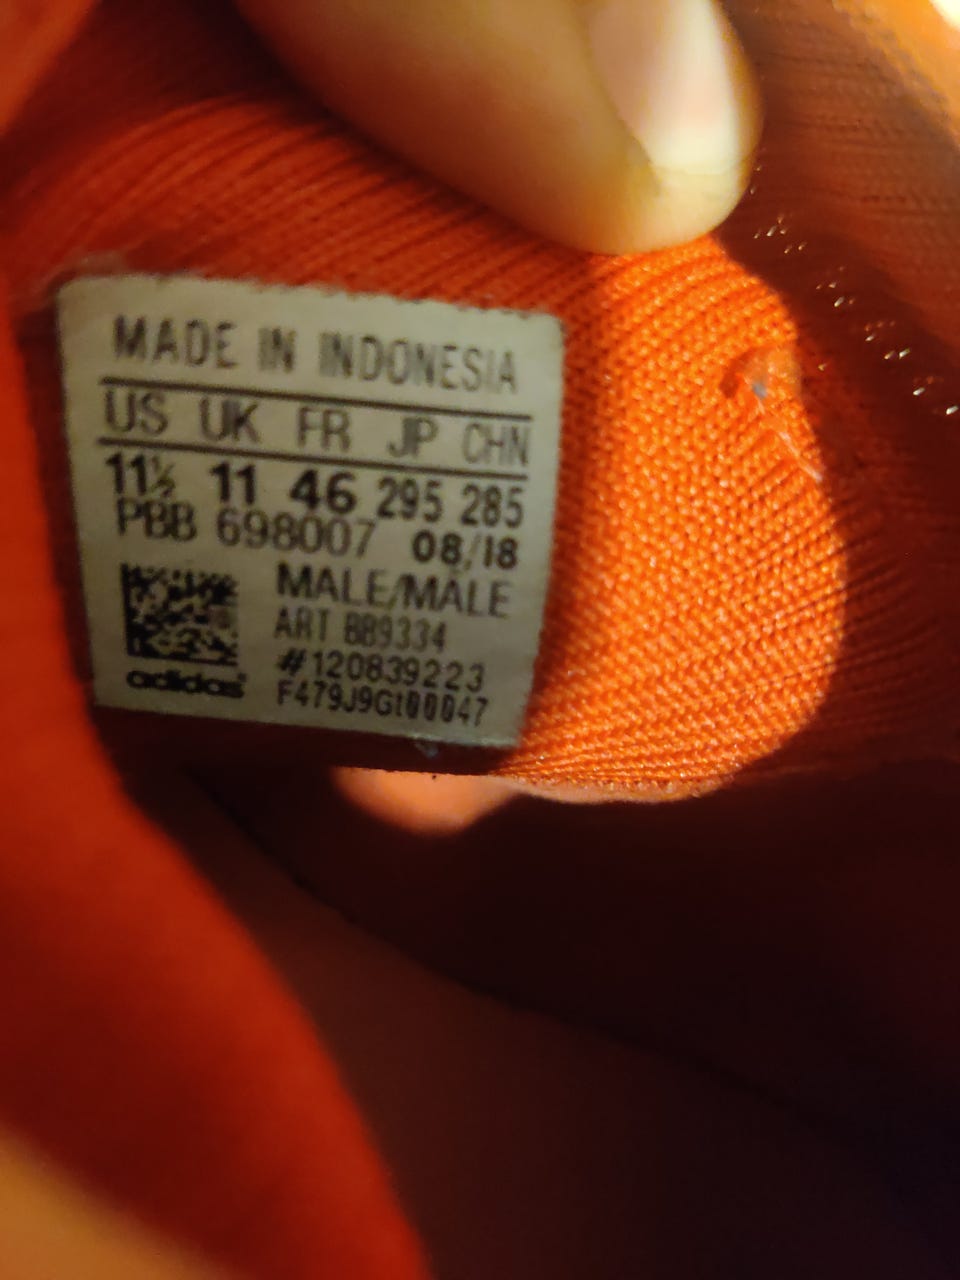 MADE IN INDONESIA
US UK FR JP CHN
11½ 11 46 295 285
PBB 698007 08/18
MALE/MALE
ART BB9334
#120839223
F479J9Gt00047
adidas